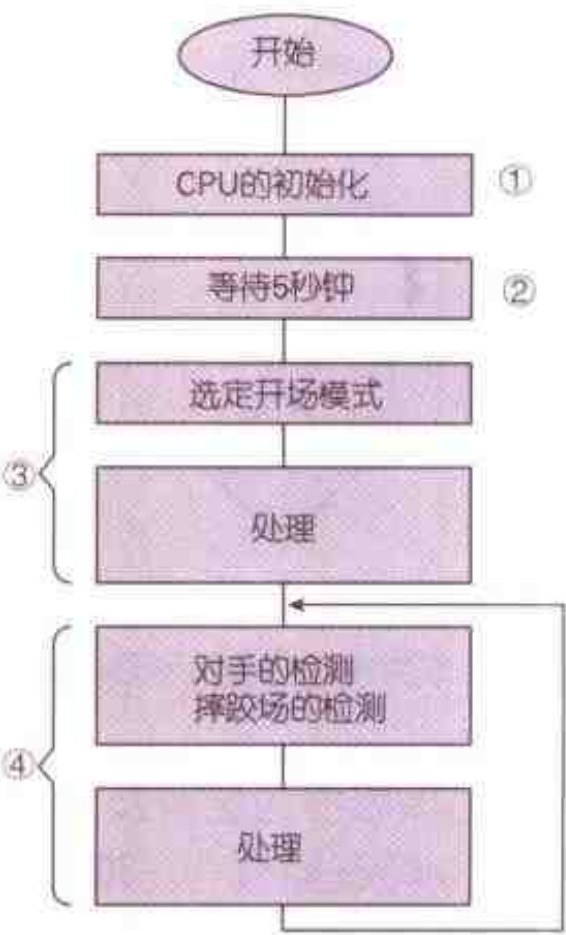 开始
CPU的初始化
①
等待5秒钟
②
选定开场模式
③
处理
对手的检测
摔跤场的检测
④
处理